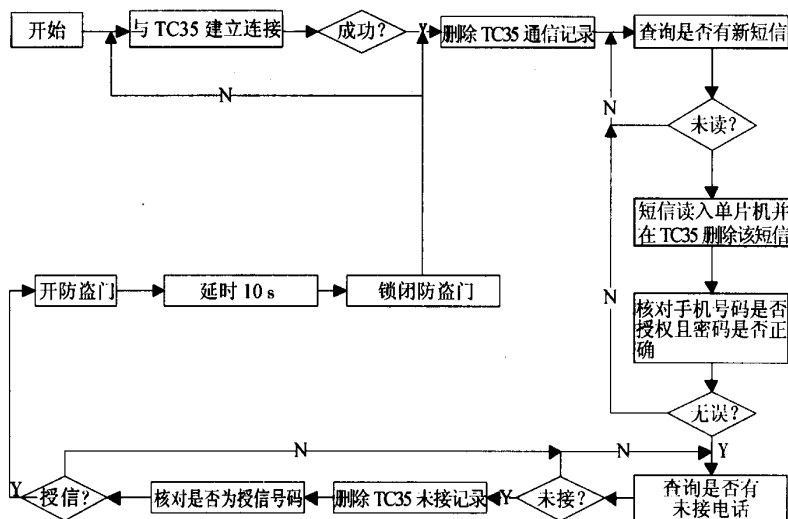 开始
与 TC35 建立连接
成功?
Y
删除 TC35 通信记录
查询是否有新短信
N
N
未读?
短信读入单片机并
在 TC35 删除该短信
开防盗门
延时 10 s
锁闭防盗门
N
核对手机号码是否
授权且密码是否正
确
无误?
N
N
Y
Y
授信?
核对是否为授信号码
删除 TC35 未接记录
Y
未接?
查询是否有
未接电话